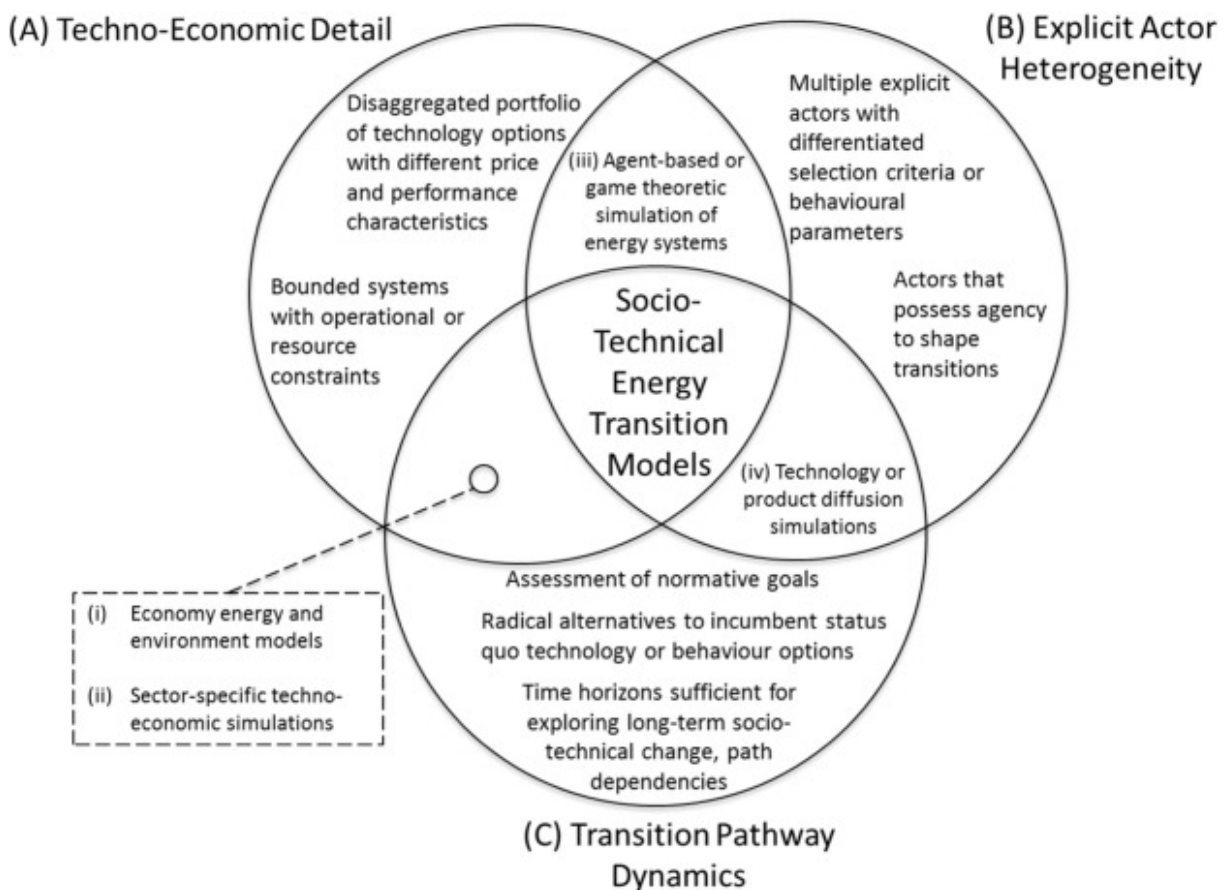 (A) Techno-Economic Detail
(B) Explicit Actor
Heterogeneity
Disaggregated portfolio
of technology options
with different price
and performance
characteristics
Bounded systems
with operational or
resource
constraints
(iii) Agent-based or
game theoretic
simulation of
energy systems
Multiple explicit
actors with
differentiated
selection criteria or
behavioural
parameters
Actors that
possess agency
to shape
transitions
Socio-
Technical
Energy
Transition
Models
(iv) Technology or
product diffusion
simulations
(i) Economy energy and
environment models
(ii) Sector-specific techno-
economic simulations
Assessment of normative goals
Radical alternatives to incumbent status
quo technology or behaviour options
Time horizons sufficient for
exploring long-term socio-
technical change, path
dependencies
(C) Transition Pathway
Dynamics